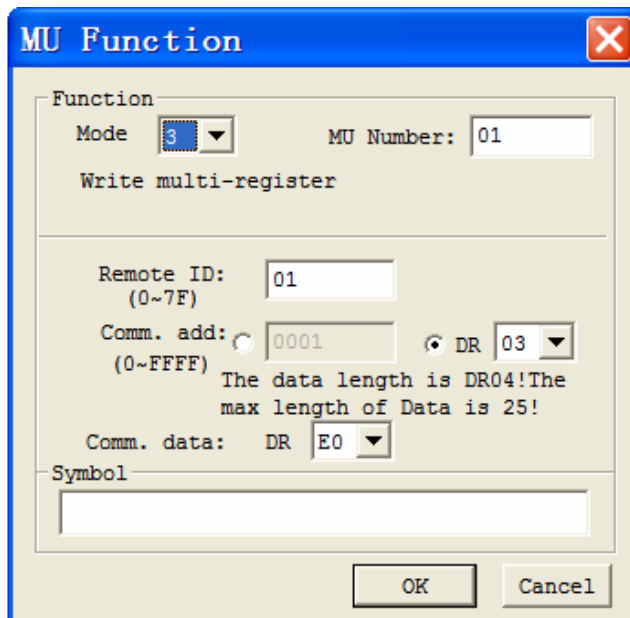 MU Function
Function
Mode 3 MU Number: 01
Write multi-register
Remote ID: 01
(0~7F)
Comm. add: 0001 DR 03
(0~FFFF)
The data length is DR04!The
max length of Data is 25!
Comm. data: DR E0
Symbol
OK Cancel